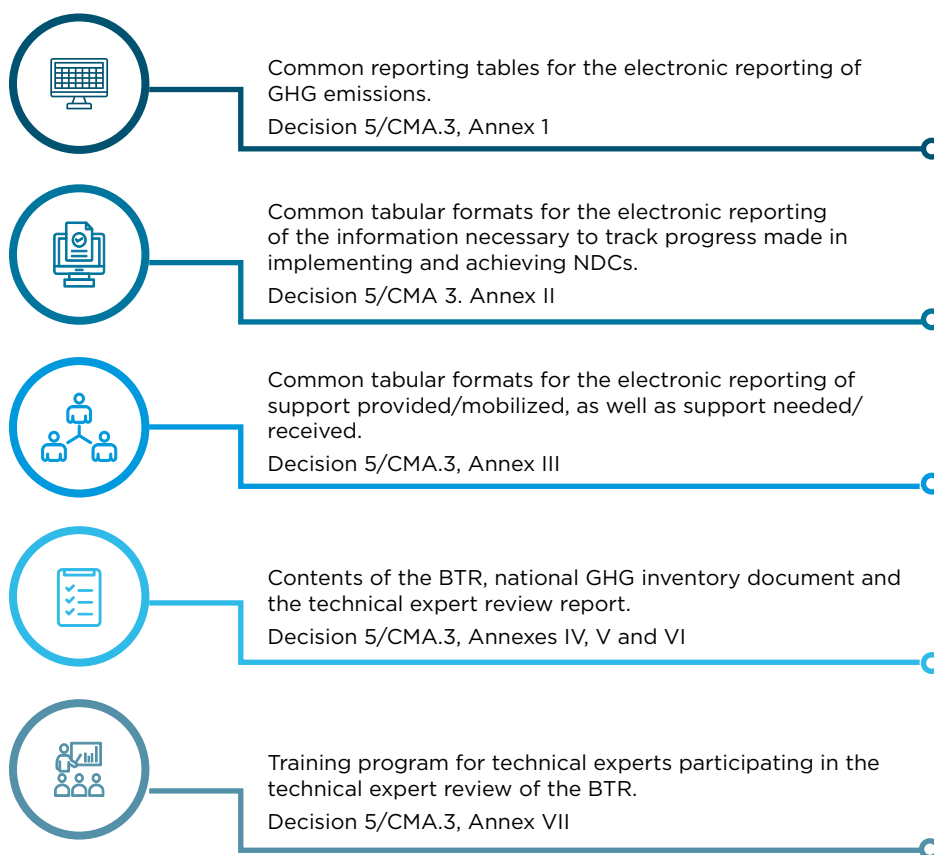 Common reporting tables for the electronic reporting of
GHG emissions.
Decision 5/CMA.3, Annex 1
Common tabular formats for the electronic reporting
of the information necessary to track progress made in
implementing and achieving NDCs.
Decision 5/CMA 3. Annex II
Common tabular formats for the electronic reporting of
support provided/mobilized, as well as support needed/
received.
Decision 5/CMA.3, Annex III
Contents of the BTR, national GHG inventory document and
the technical expert review report.
Decision 5/CMA.3, Annexes IV, V and VI
Training program for technical experts participating in the
technical expert review of the BTR.
Decision 5/CMA.3, Annex VII